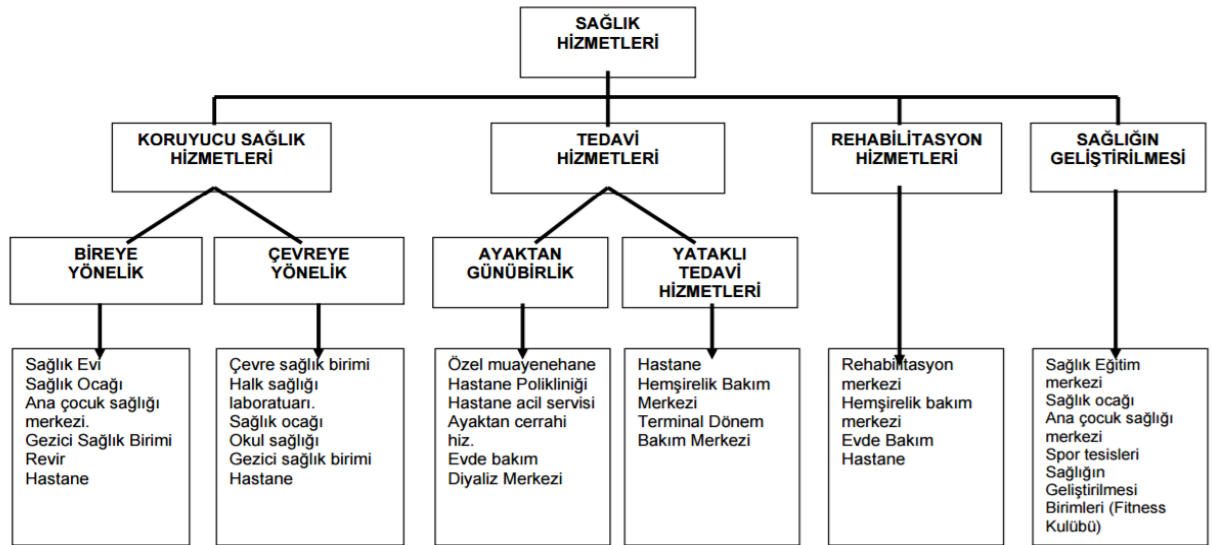 SAĞLIK
HİZMETLERİ
KORUYUCU SAĞLIK
HİZMETLERİ
TEDAVİ
HİZMETLERİ
REHABİLİTASYON
HİZMETLERİ
SAĞLIĞIN
GELİŞTİRİLMESİ
BİREYE
YÖNELİK
ÇEVREYE
YÖNELİK
AYAKTAN
GÜNÜBİRLİK
YATAKLI
TEDAVİ
HİZMETLERİ
Sağlık Evi
Sağlık Ocağı
Ana çocuk sağlığı
merkezi.
Gezici Sağlık Birimi
Revir
Hastane
Çevre sağlık birimi
Halk sağlığı
laboratuarı.
Sağlık ocağı
Okul sağlığı
Gezici sağlık birimi
Hastane
Özel muayenehane
Hastane Polikliniği
Hastane acil servisi
Ayaktan cerrahi
hiz.
Evde bakım
Diyaliz Merkezi
Hastane
Hemşirelik Bakım
Merkezi
Terminal Dönem
Bakım Merkezi
Rehabilitasyon
merkezi
Hemşirelik bakım
merkezi
Evde Bakım
Hastane
Sağlık Eğitim
merkezi
Sağlık ocağı
Ana çocuk sağlığı
merkezi
Spor tesisleri
Sağlığın
Geliştirilmesi
Birimleri (Fitness
Kulübü)